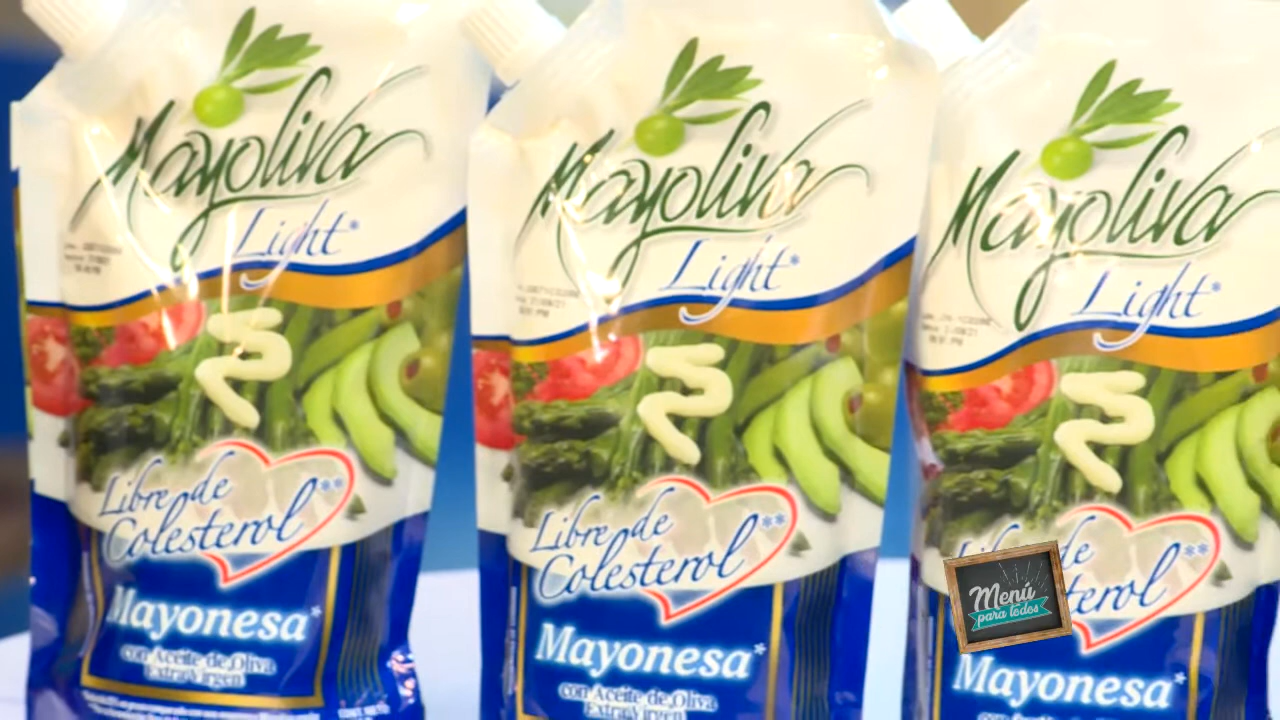 Mayoliva
Light*
Libre de
Colesterol**
Mayonesa*
con Aceite de Oliva
Extra Virgen
Mayoliva
Light*
Libre de
Colesterol**
Mayonesa*
con Aceite de Oliva
Extra Virgen
Mayoliva
Light*
Menú
para todos
Mayonesa*